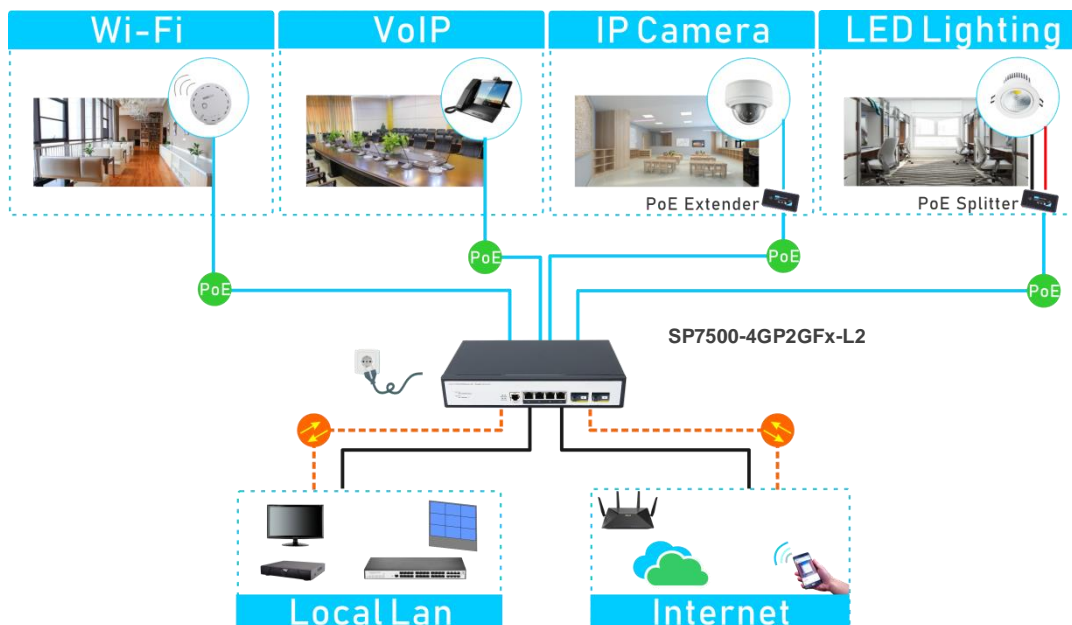 Wi-Fi
VoIP
IP Camera
LED Lighting
PoE Extender
PoE Splitter
PoE
PoE
PoE
PoE
SP7500-4GP2GFx-L2
Local Lan
Internet